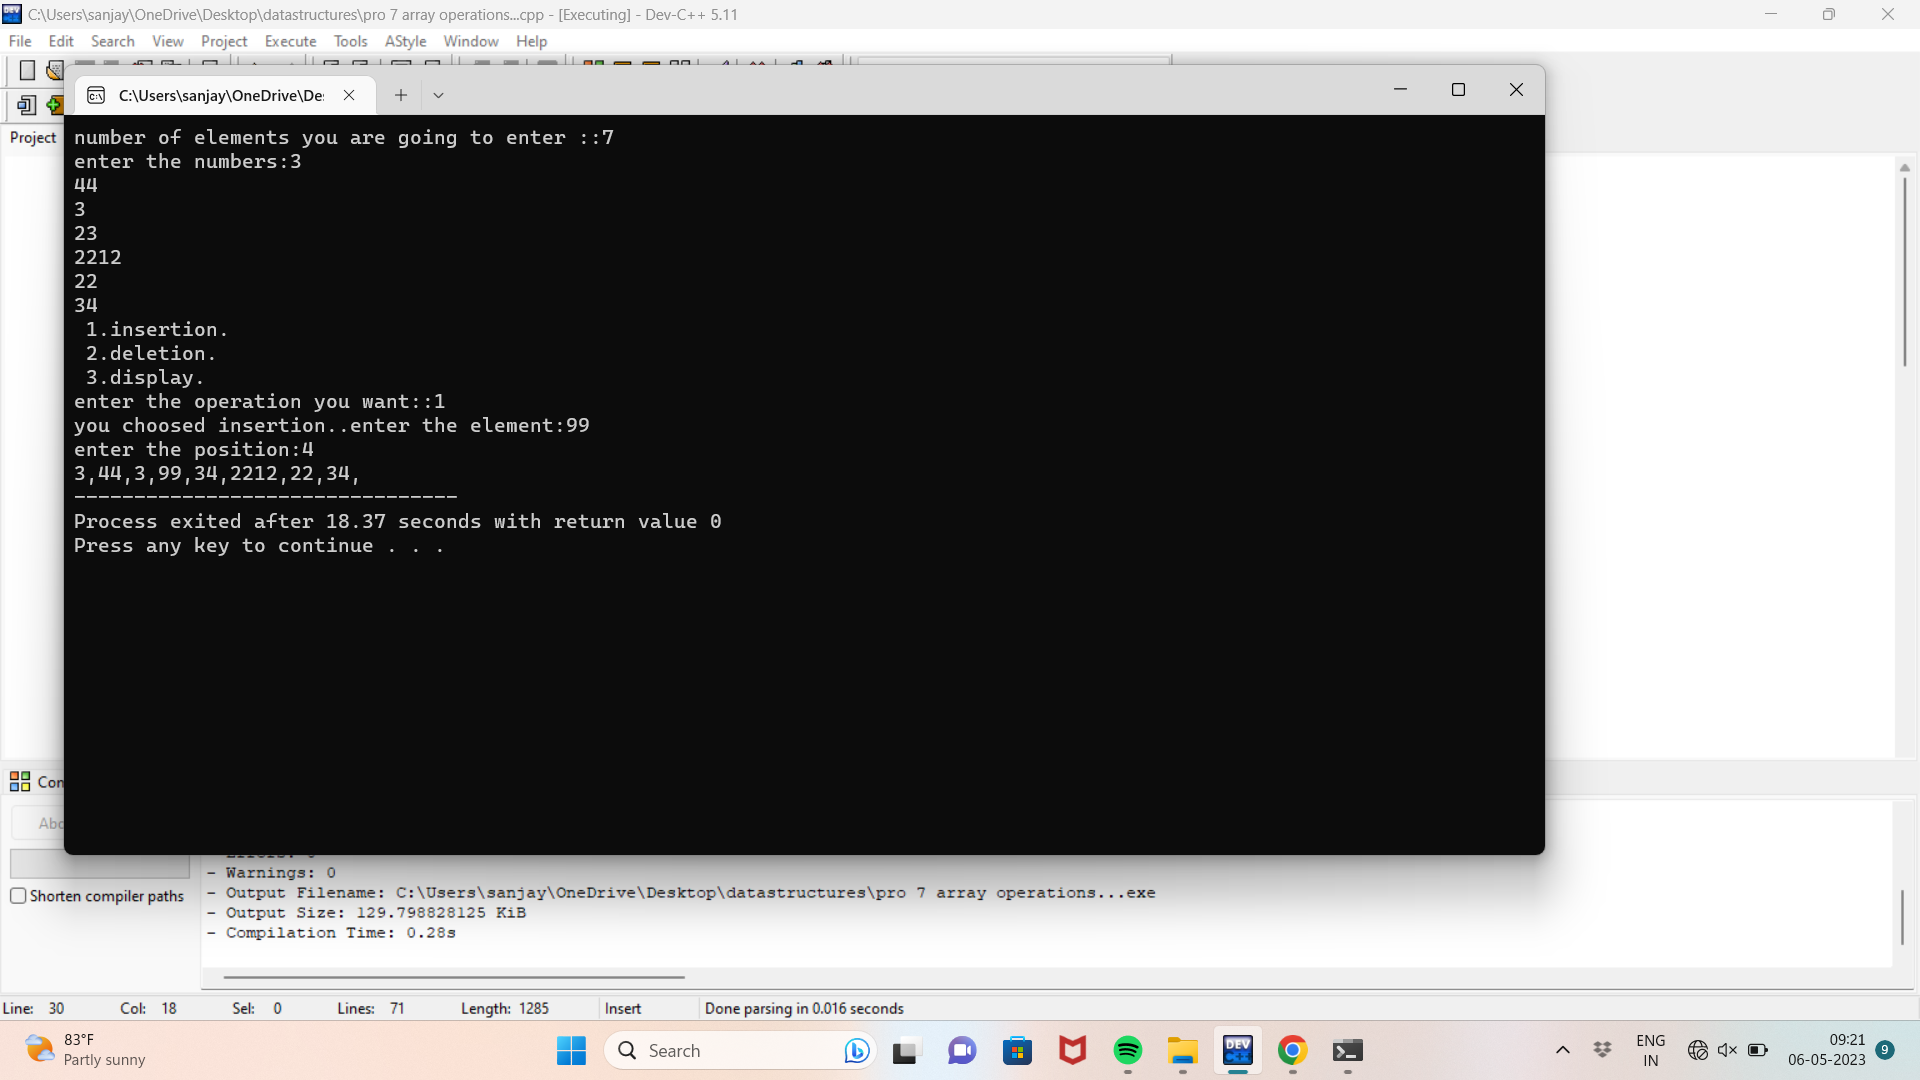 C:\Users\sanjay\OneDrive\Desktop\datastructures\pro 7 array operations...cpp - [Executing] - Dev-C++ 5.11
File Edit Search View Project Execute Tools AStyle Window Help
C:\Users\sanjay\OneDrive\De
Project
number of elements you are going to enter ::7
enter the numbers:3
44
3
23
2212
22
34
1.insertion.
2.deletion.
3.display.
enter the operation you want::1
you choosed insertion..enter the element:99
enter the position:4
3,44,3,99,34,2212,22,34,
--------------------------------
Process exited after 18.37 seconds with return value 0
Press any key to continue . . .
- Warnings: 0
- Output Filename: C:\Users\sanjay\OneDrive\Desktop\datastructures\pro 7 array operations...exe
- Output Size: 129.798828125 KiB
- Compilation Time: 0.28s
Shorten compiler paths
Line: 30 Col: 18 Sel: 0 Lines: 71 Length: 1285 Insert Done parsing in 0.016 seconds
83°F
Partly sunny
Search
DEV
ENG
IN
09:21
06-05-2023
9